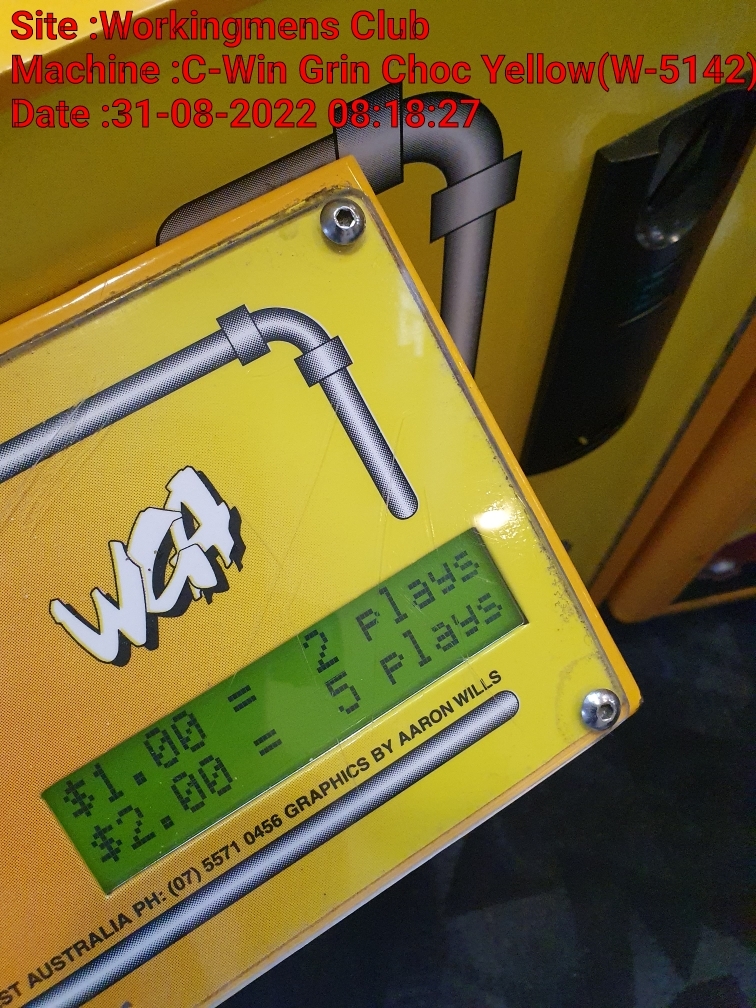 Site :Workingmens Club
Machine :C-Win Grin Choc Yellow(W-5142)
Date :31-08-2022 08:18:27
WGA
$1.00 = 2 Plays
$2.00 = 5 Plays
AUSTRALIA PH: (07) 5571 0456 GRAPHICS BY AARON WILLS